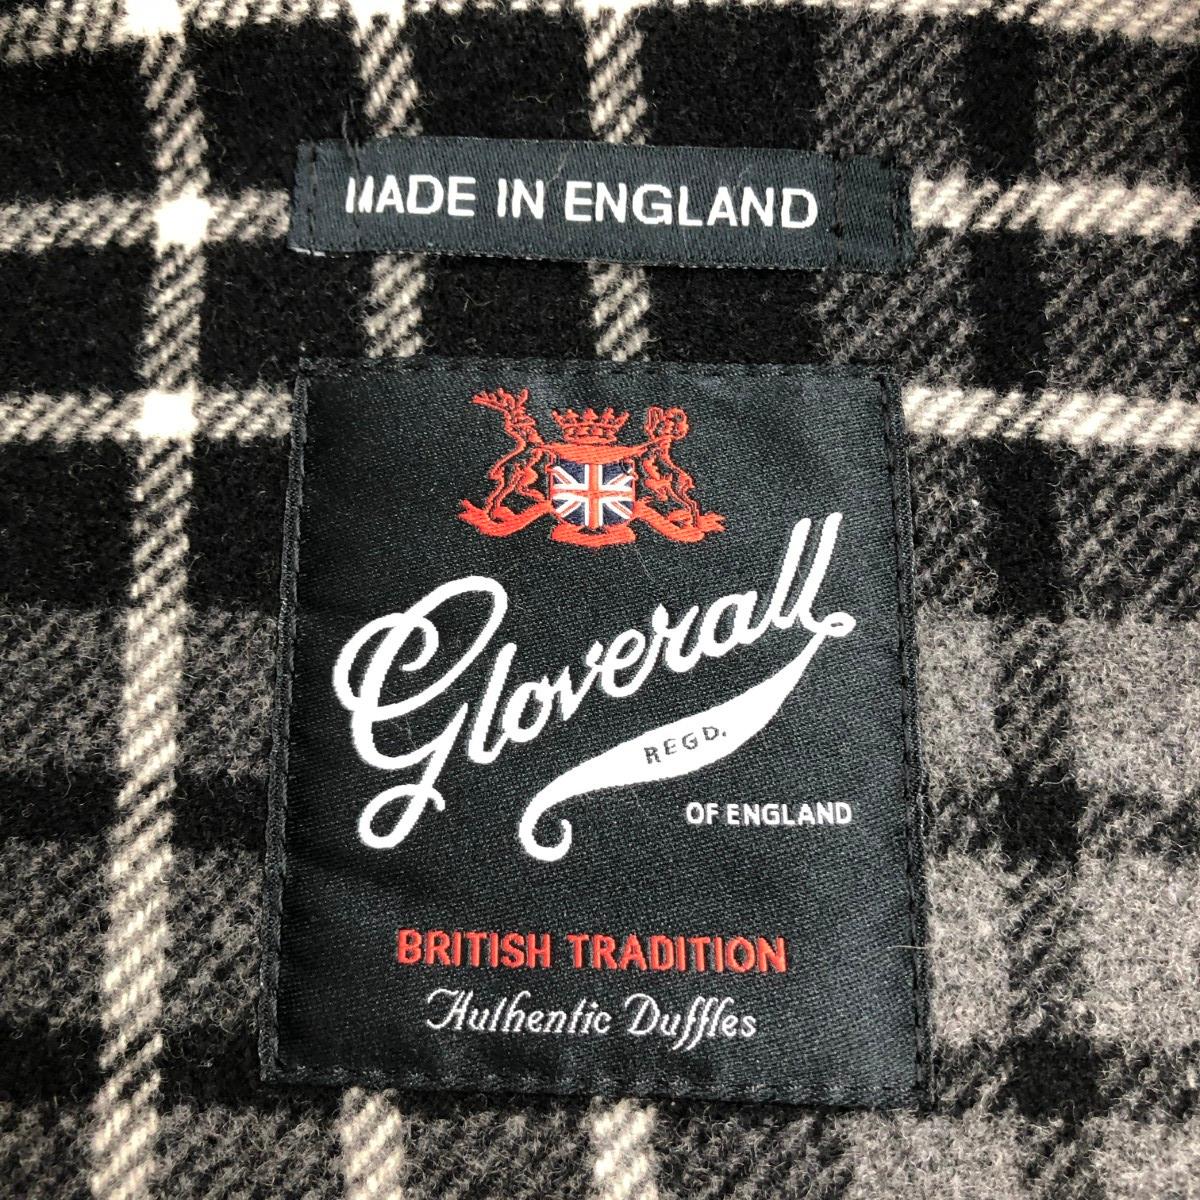 MADE IN ENGLAND
Gloverall
REGD.
OF ENGLAND
BRITISH TRADITION
Authentic Duffles